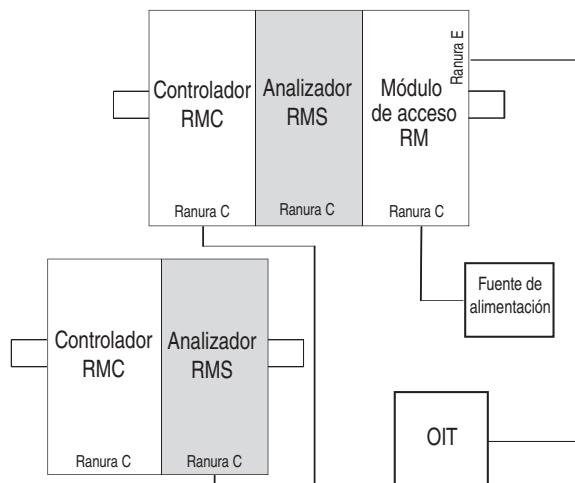 Controlador
RMC
Ranura C
Analizador
RMS
Ranura C
Módulo
de acceso
RM
Ranura E
Ranura C
Fuente de
alimentación
Controlador
RMC
Ranura C
Analizador
RMS
Ranura C
OIT